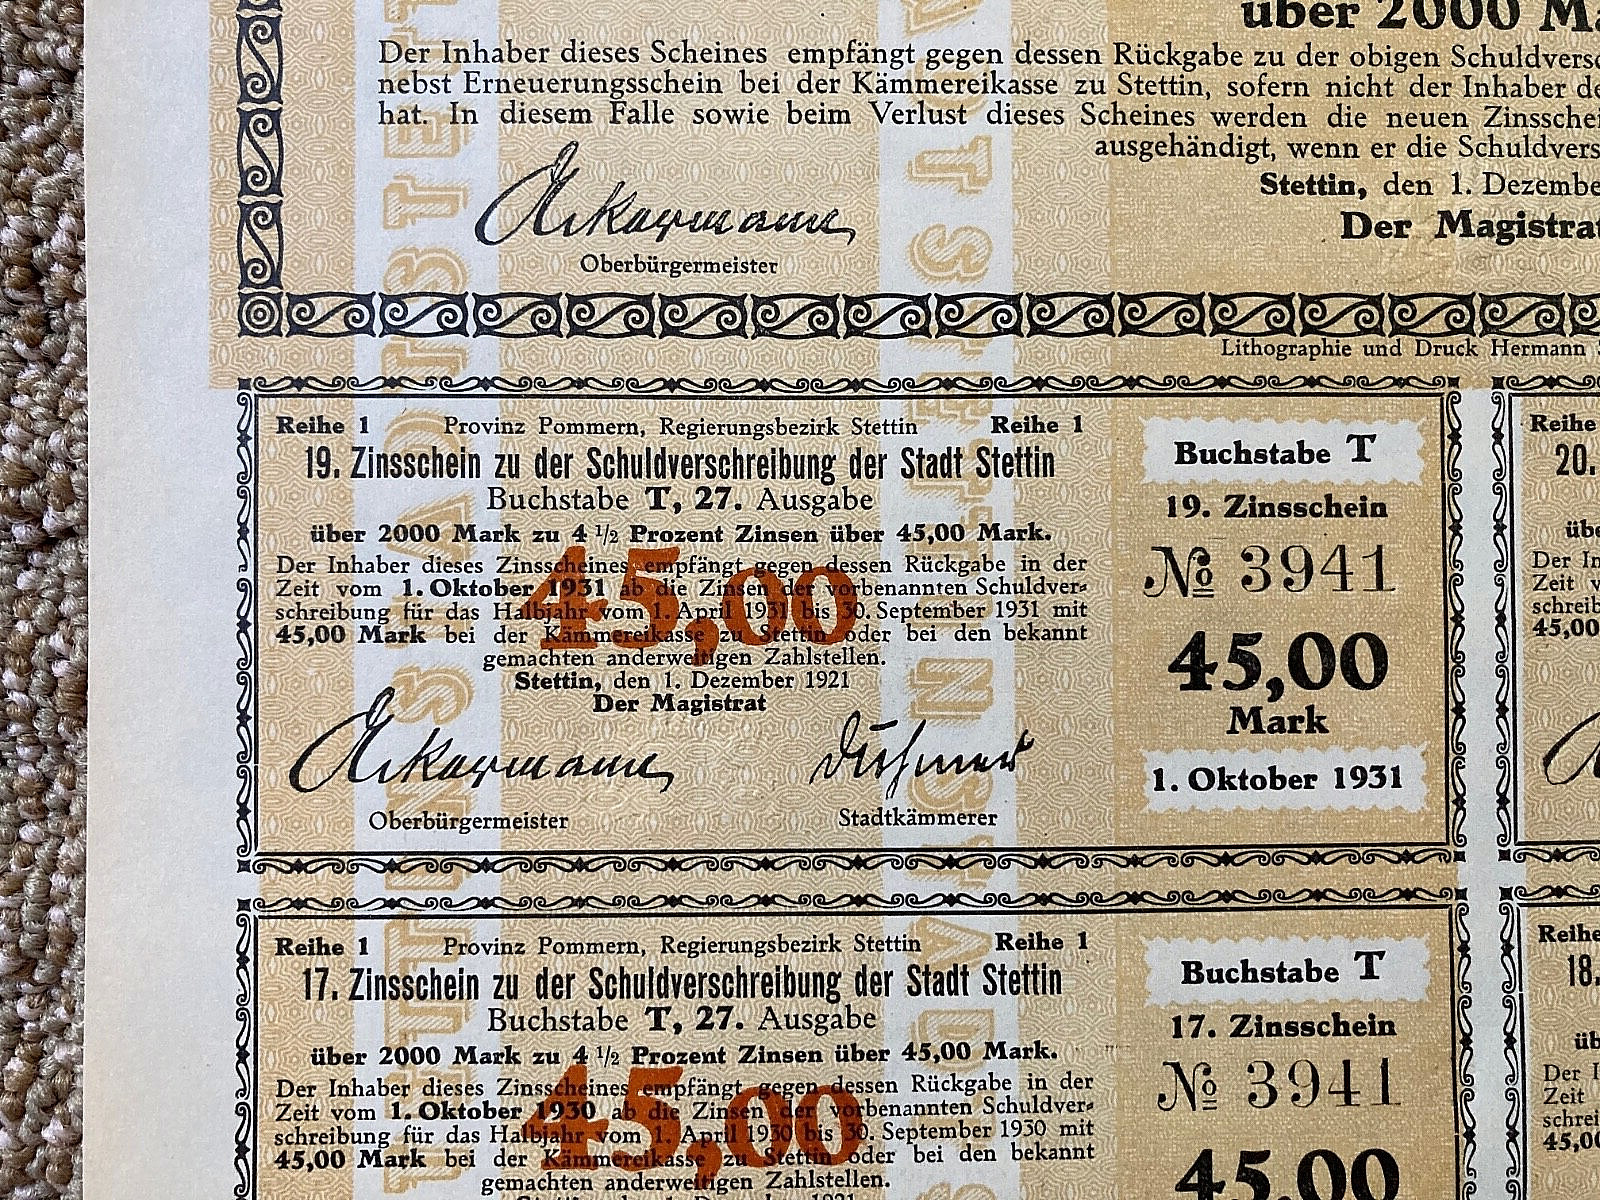 über 2000
Der Inhaber dieses Scheines empfängt gegen dessen Rückgabe zu der obigen
nebst Erneuerungsschein bei der Kämmereikasse zu Stettin, sofern nicht der Inhaber
hat. In diesem Falle sowie beim Verlust dieses Scheines werden die neuen
ausgehändigt, wenn er die
Stettin, den 1.
Der
Oberbürgermeister
Lithographie und Druck Hermann
Reihe 1 Provinz Pommern, Regierungsbezirk Stettin Reihe 1
19. Zinsschein zu der Schuldverschreibung der Stadt Stettin
Buchstabe T, 27. Ausgabe
über 2000 Mark zu 4 1/2 Prozent Zinsen über 45,00 Mark.
Der Inhaber dieses Zinsscheines empfängt gegen dessen Rückgabe in der
Zeit vom 1. Oktober 1931 ab die Zinsen der vorbenannten Schuldver-
schreibung für das Halbjahr vom 1. April 1931 bis 30. September 1931 mit
45,00 Mark bei der Kämmereikasse zu Stettin oder bei den bekannt
gemachten anderweitigen Zahlstellen.
Stettin, den 1. Dezember 1921
Der Magistrat
45,00
Oberbürgermeister
Stadtkämmerer
Buchstabe T
19. Zinsschein
№ 3941
45,00
Mark
1. Oktober 1931
Reihe
20.
Der
Zeit
45,00
Reihe 1 Provinz Pommern, Regierungsbezirk Stettin Reihe 1
17. Zinsschein zu der Schuldverschreibung der Stadt Stettin
Buchstabe T, 27. Ausgabe
über 2000 Mark zu 4 1/2 Prozent Zinsen über 45,00 Mark.
Der Inhaber dieses Zinsscheines empfängt gegen dessen Rückgabe in der
Zeit vom 1. Oktober 1930 ab die Zinsen der vorbenannten Schuldver-
schreibung für das Halbjahr vom 1. April 1930 bis 30. September 1930 mit
45,00 Mark bei der Kämmereikasse zu Stettin oder bei den bekannt
gemachten anderweitigen Zahlstellen.
45,00
Buchstabe T
17. Zinsschein
№ 3941
45,00
Reihe
18.
Der
Zeit